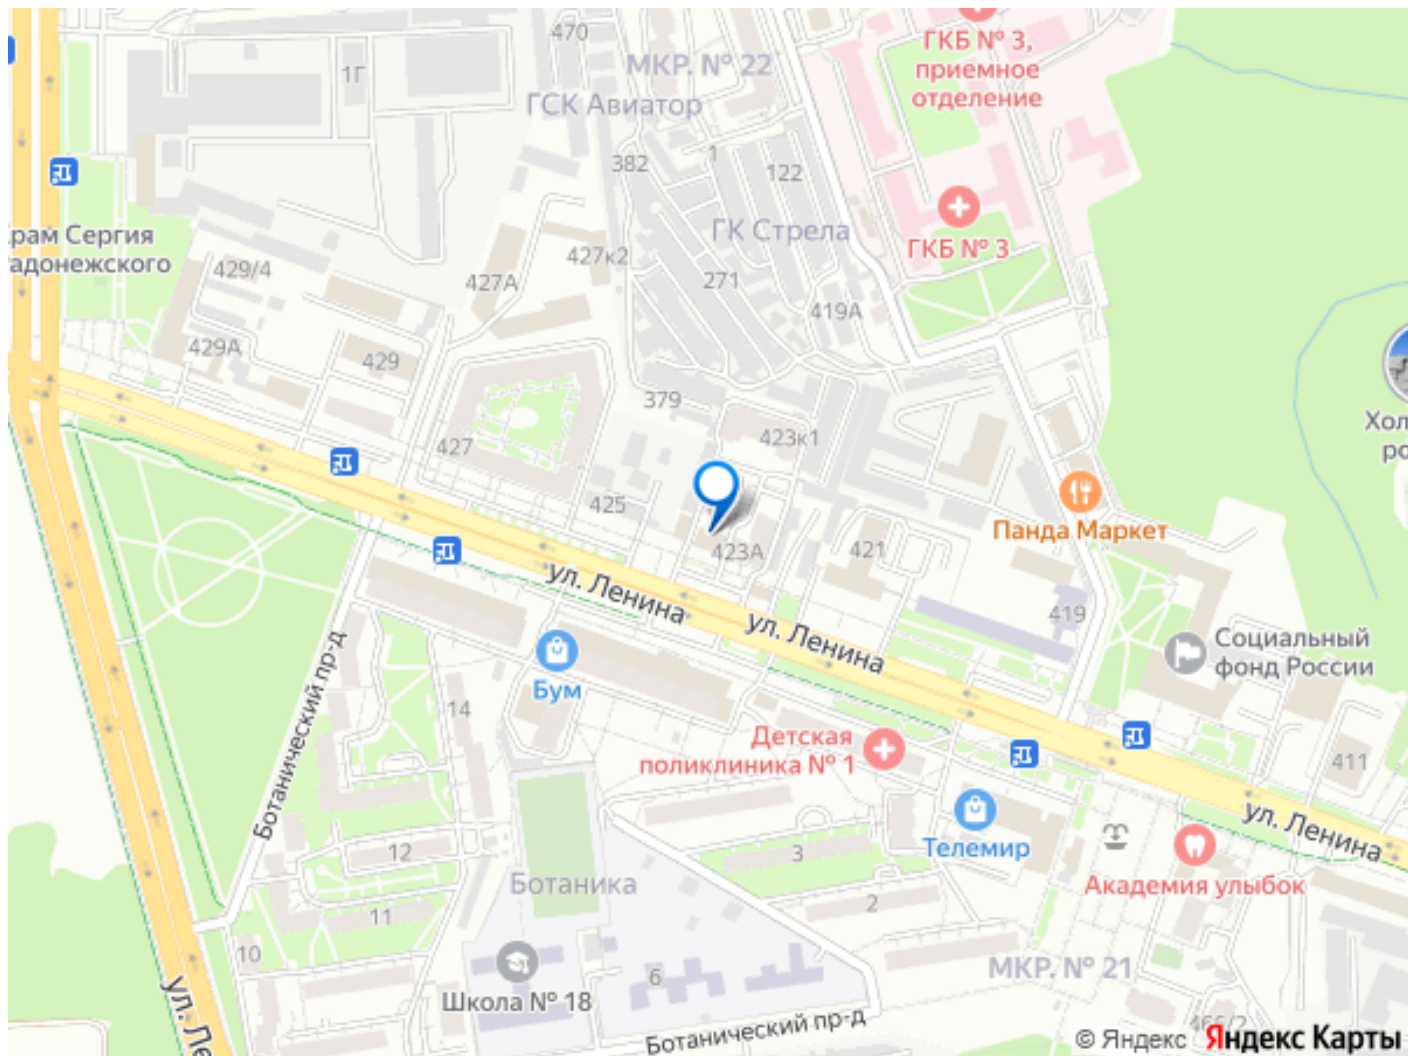 470
МКР. № 22
1Г
ГКБ № 3,
приемное
отделение
ГСК Авиатор
382
1
122
ГКБ № 3
ГК Стрела
427к2
271
427А
429/4
419А
429А
429
379
427
423к1
425
423А
421
Панда Маркет
419
ул. Ленина
ул. Ленина
Социальный
фонд России
Бум
14
Ботанический пр-д
Детская
поликлиника № 1
411
ул. Ленина
Телемир
Академия улыбок
12
3
Ботаника
11
2
10
6
МКР. № 21
Школа № 18
Ботанический пр-д
466/2
© Яндекс Яндекс Карты